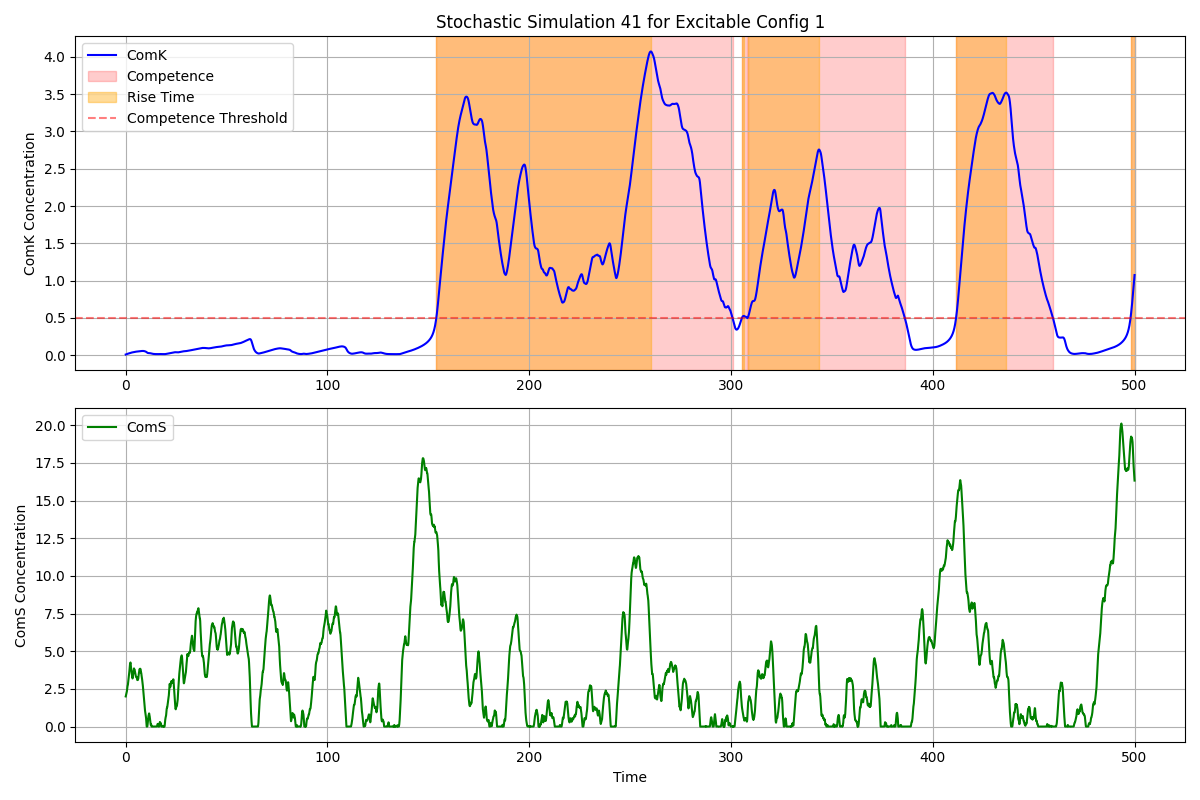 Stochastic Simulation 41 for Excitable Config 1
ComK
Competence
Rise Time
Competence Threshold
ComK Concentration
4.0
3.5
3.0
2.5
2.0
1.5
1.0
0.5
0.0
0 100 200 300 400 500
ComS
ComS Concentration
20.0
17.5
15.0
12.5
10.0
7.5
5.0
2.5
0.0
0 100 200 300 400 500
Time